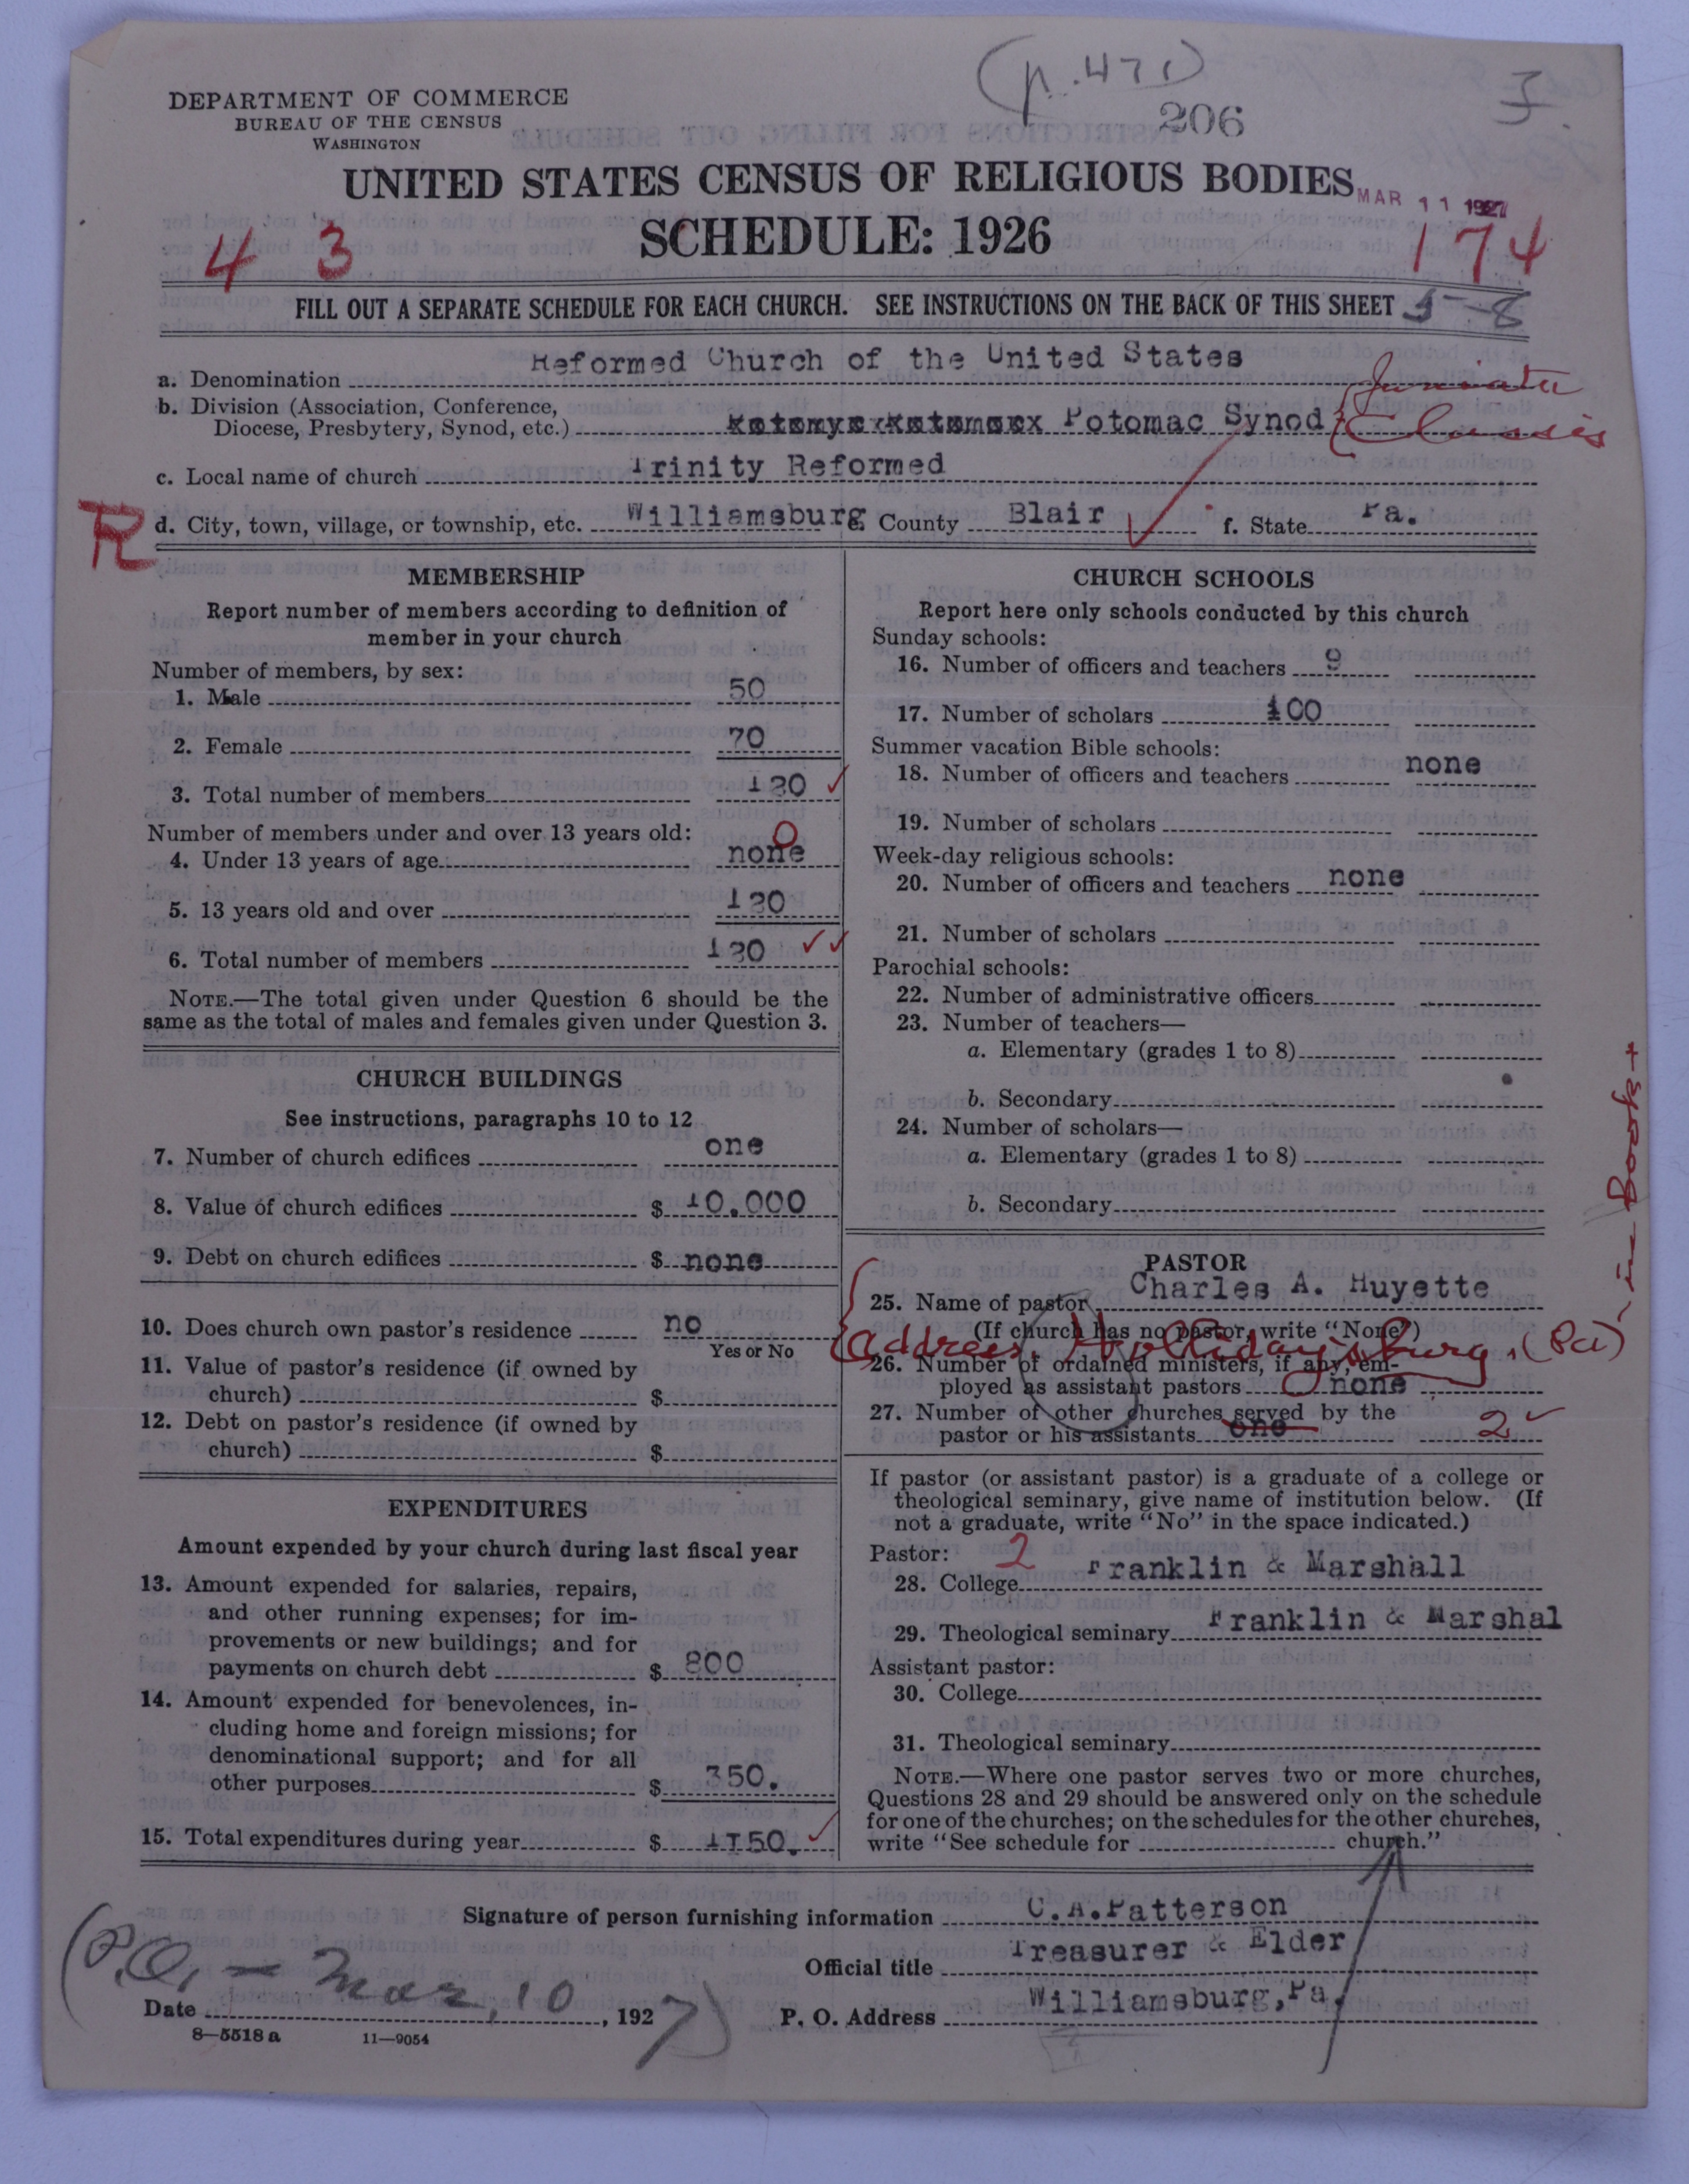 (p. 471)
206
3
DEPARTMENT OF COMMERCE
BUREAU OF THE CENSUS
WASHINGTON
UNITED STATES CENSUS OF RELIGIOUS BODIES
MAR 11 1927
SCHEDULE: 1926
4 3
174
FILL OUT A SEPARATE SCHEDULE FOR EACH CHURCH. SEE INSTRUCTIONS ON THE BACK OF THIS SHEET
-8
a. Denomination Reformed Church of the United States
b. Division (Association, Conference,
Diocese, Presbytery, Synod, etc.) Potomac Synod
Juniata
Classis
c. Local name of church Trinity Reformed
R
d. City, town, village, or township, etc. Williamsburg County Blair f. State Pa.
MEMBERSHIP
Report number of members according to definition of
member in your church
Number of members, by sex:
1. Male 50
2. Female 70
3. Total number of members 120 ✓
Number of members under and over 13 years old:
4. Under 13 years of age none 0
5. 13 years old and over 120
6. Total number of members 120 ✓✓
NOTE.—The total given under Question 6 should be the
same as the total of males and females given under Question 3.
CHURCH BUILDINGS
See instructions, paragraphs 10 to 12
7. Number of church edifices one
8. Value of church edifices $ 10.000
9. Debt on church edifices $ none
10. Does church own pastor's residence no
Yes or No
11. Value of pastor's residence (if owned by
church) $
12. Debt on pastor's residence (if owned by
church) $
EXPENDITURES
Amount expended by your church during last fiscal year
13. Amount expended for salaries, repairs,
and other running expenses; for im-
provements or new buildings; and for
payments on church debt $ 800
14. Amount expended for benevolences, in-
cluding home and foreign missions; for
denominational support; and for all
other purposes $ 350.
15. Total expenditures during year $ 1150. ✓
CHURCH SCHOOLS
Report here only schools conducted by this church
Sunday schools:
16. Number of officers and teachers 9
17. Number of scholars 100
Summer vacation Bible schools:
18. Number of officers and teachers none
19. Number of scholars
Week-day religious schools:
20. Number of officers and teachers none
21. Number of scholars
Parochial schools:
22. Number of administrative officers
23. Number of teachers—
a. Elementary (grades 1 to 8)
b. Secondary
24. Number of scholars—
a. Elementary (grades 1 to 8)
b. Secondary
PASTOR
25. Name of pastor Charles A. Huyette
(If church has no pastor, write "None")
(address, Hollidaysburg, (Pa) - in Book +
26. Number of ordained ministers, if any, em-
ployed as assistant pastors none
27. Number of other churches served by the
pastor or his assistants one 2 ✓
If pastor (or assistant pastor) is a graduate of a college or
theological seminary, give name of institution below. (If
not a graduate, write "No" in the space indicated.)
Pastor: 2
28. College Franklin & Marshall
29. Theological seminary Franklin & Marshal
Assistant pastor:
30. College
31. Theological seminary
NOTE.—Where one pastor serves two or more churches,
Questions 28 and 29 should be answered only on the schedule
for one of the churches; on the schedules for the other churches,
write "See schedule for church."
Signature of person furnishing information C.A.Patterson
Official title Treasurer & Elder
(P.O. — Mar, 10
Date , 1927)
P. O. Address Williamsburg,Pa.
8—5518 a
11—9054